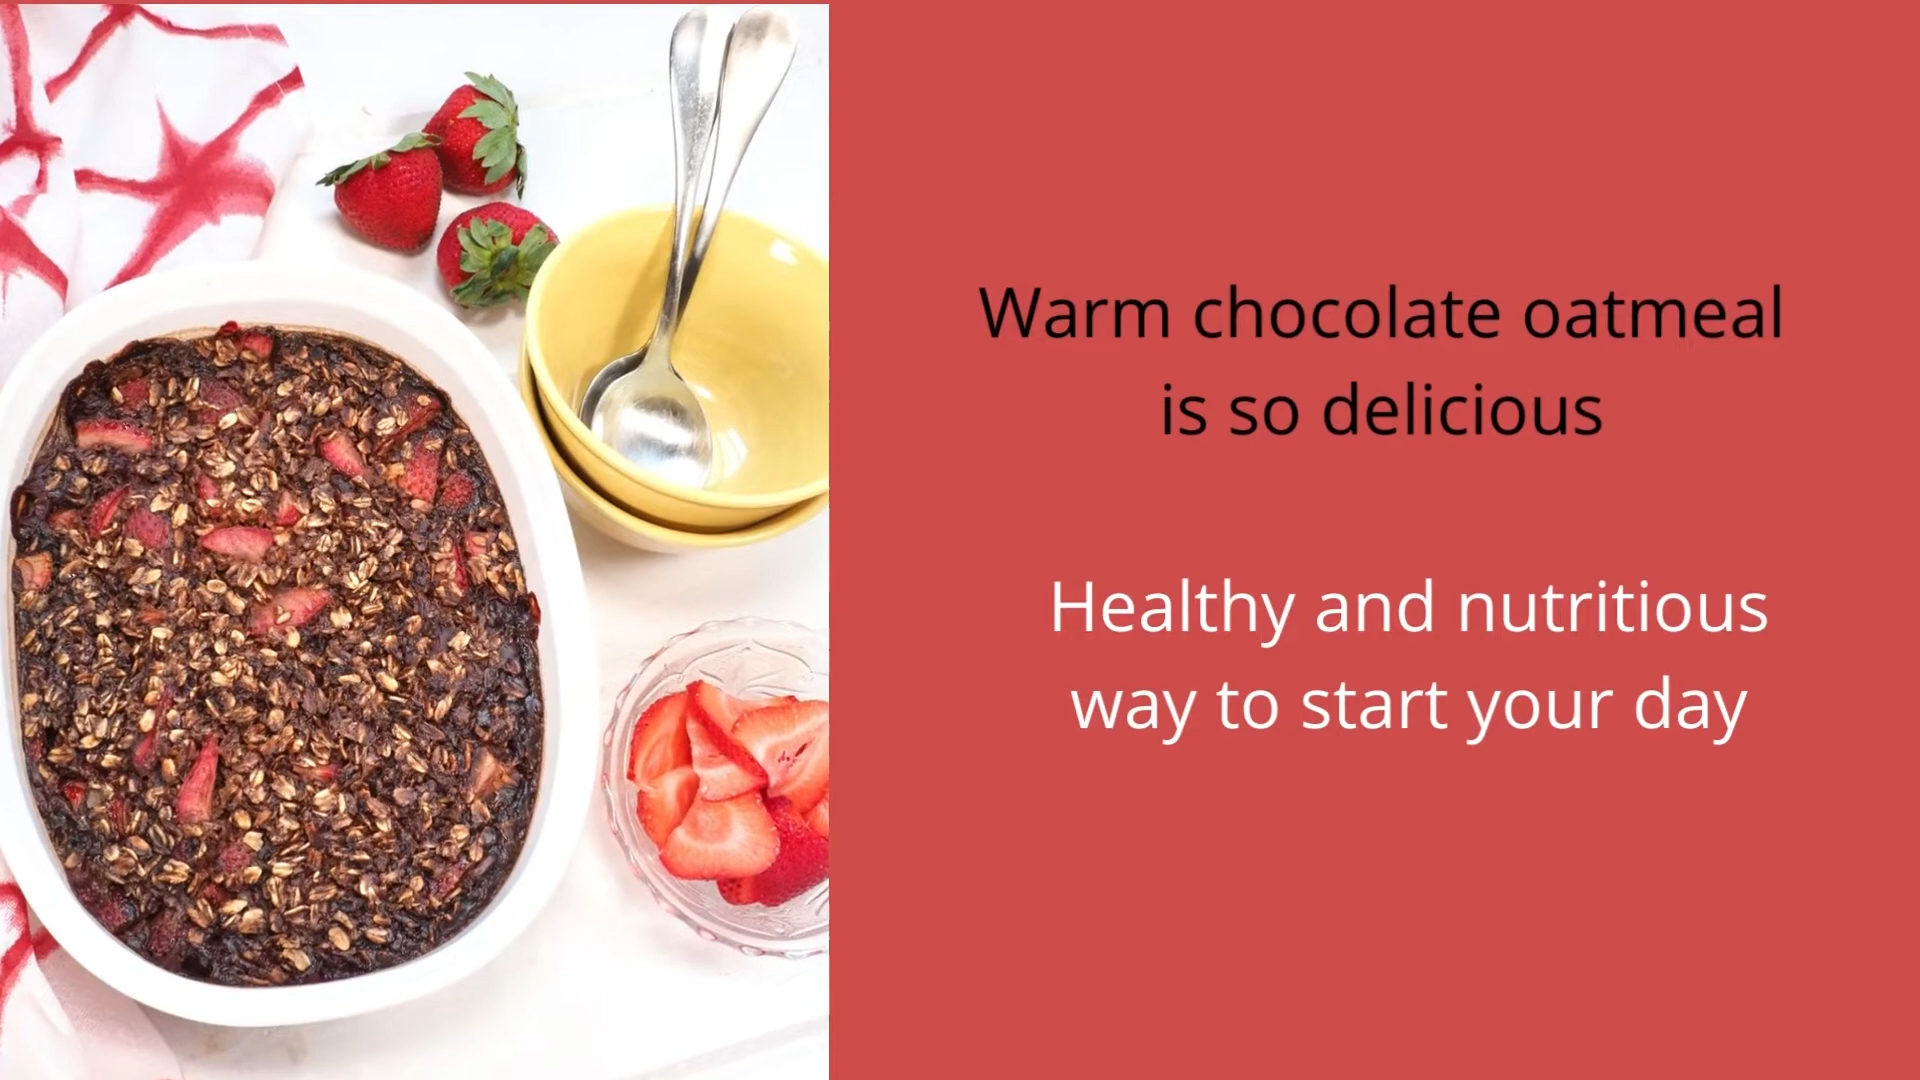 Warm chocolate oatmeal
is so delicious
Healthy and nutritious
way to start your day